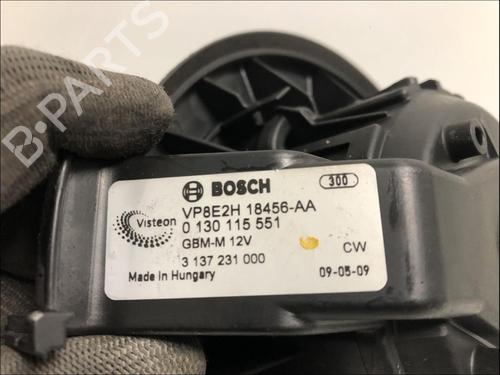 B-PARTS
BOSCH
300
Visteon
VP8E2H 18456-AA
0 130 115 551
GBM-M 12V
CW
3 137 231 000
Made in Hungary
09-05-09